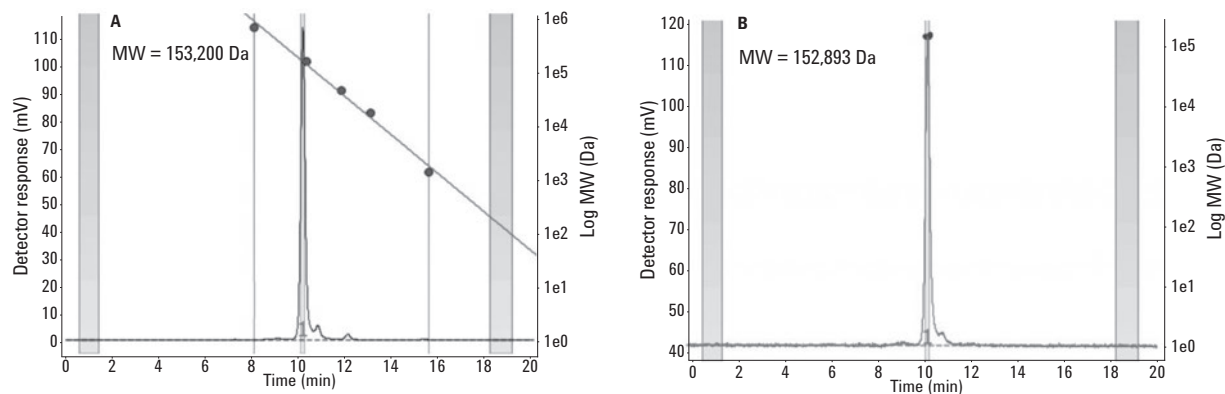 A
MW = 153,200 Da
Detector response (mV)
110
100
90
80
70
60
50
40
30
20
10
0
0 2 4 6 8 10 12 14 16 18 20
Time (min)
1e6
1e5
1e4
1e3
1e2
1e1
1e0
Log MW (Da)
B
MW = 152,893 Da
Detector response (mV)
120
110
100
90
80
70
60
50
40
0 2 4 6 8 10 12 14 16 18 20
Time (min)
1e5
1e4
1e3
1e2
1e1
1e0
Log MW (Da)